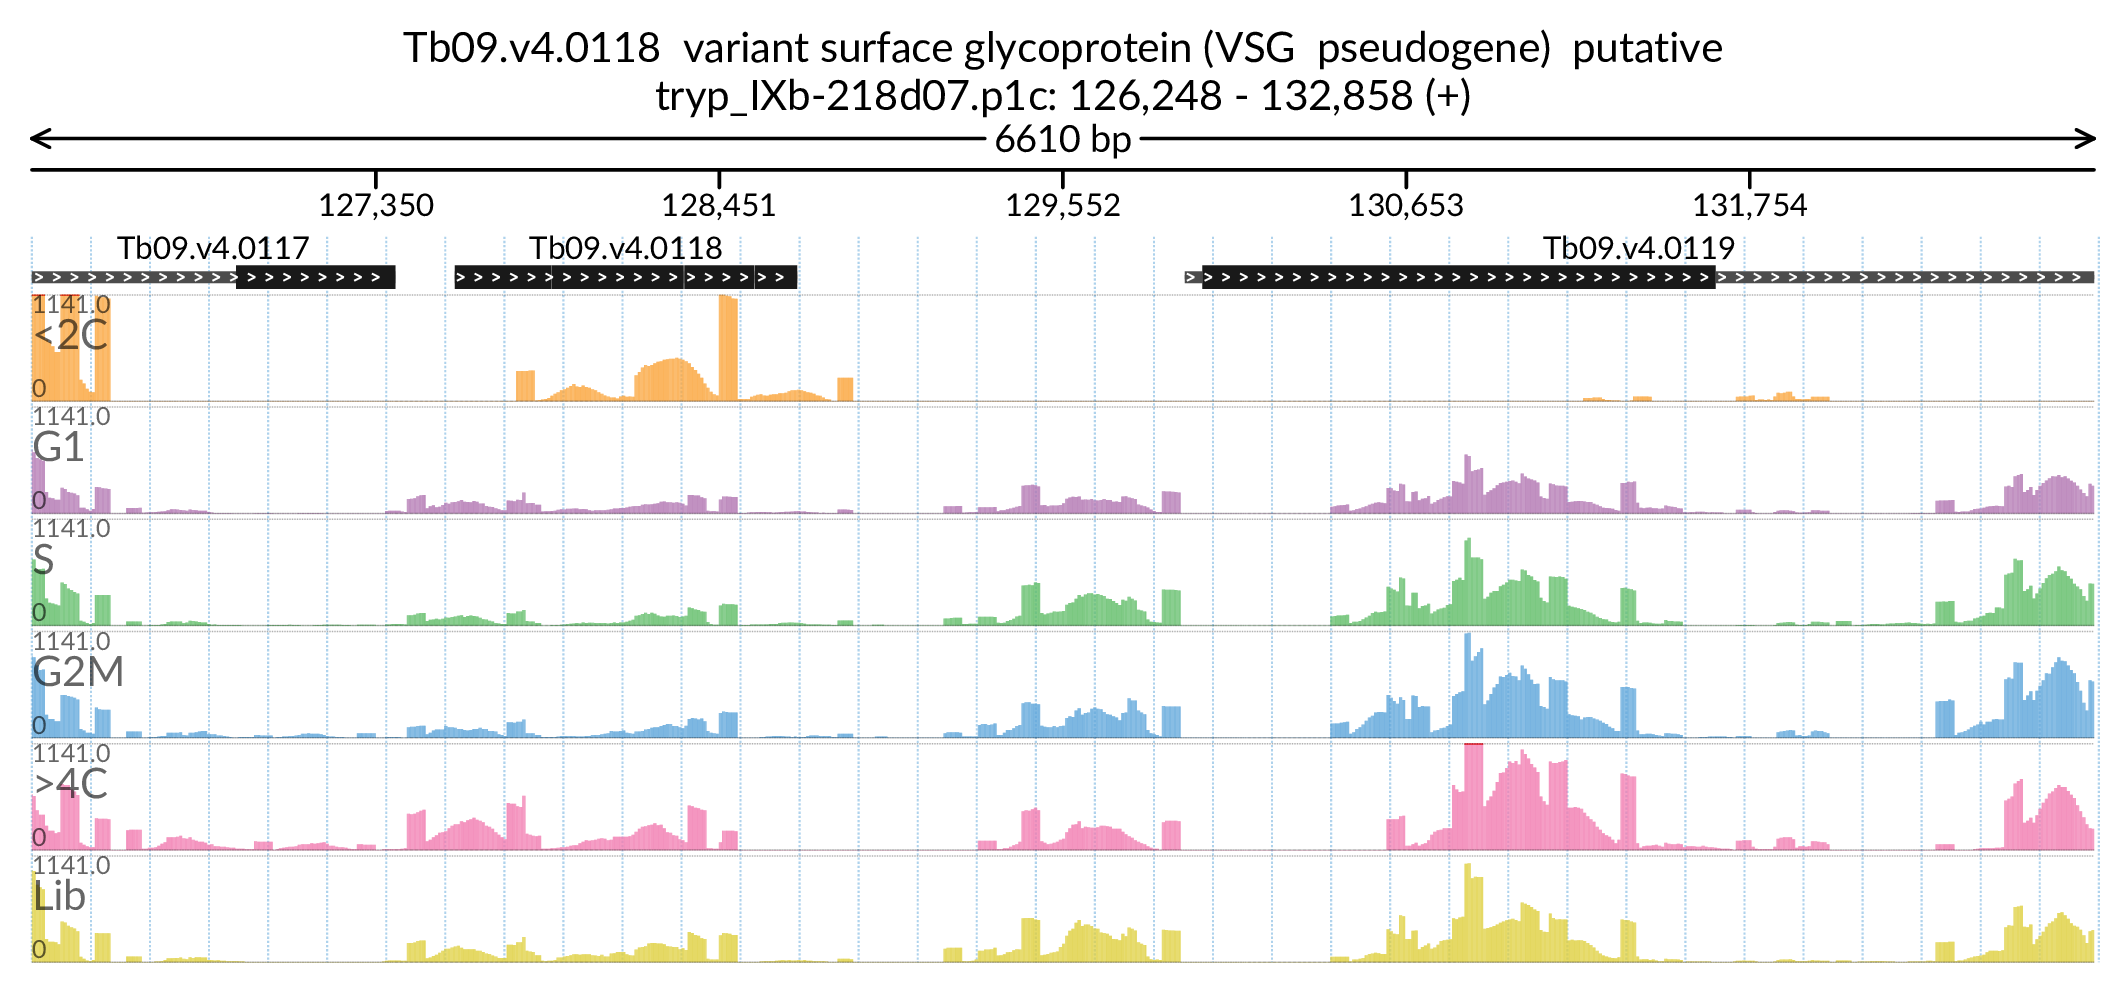 Tb09.v4.0118 variant surface glycoprotein (VSG pseudogene) putative
tryp_IXb-218d07.p1c: 126,248 - 132,858 (+)
6610 bp
127,350 128,451 129,552 130,653 131,754
Tb09.v4.0117 Tb09.v4.0118 Tb09.v4.0119
1141.0
<2C
0
1141.0
G1
0
1141.0
S
0
1141.0
G2M
0
1141.0
>4C
0
1141.0
Lib
0